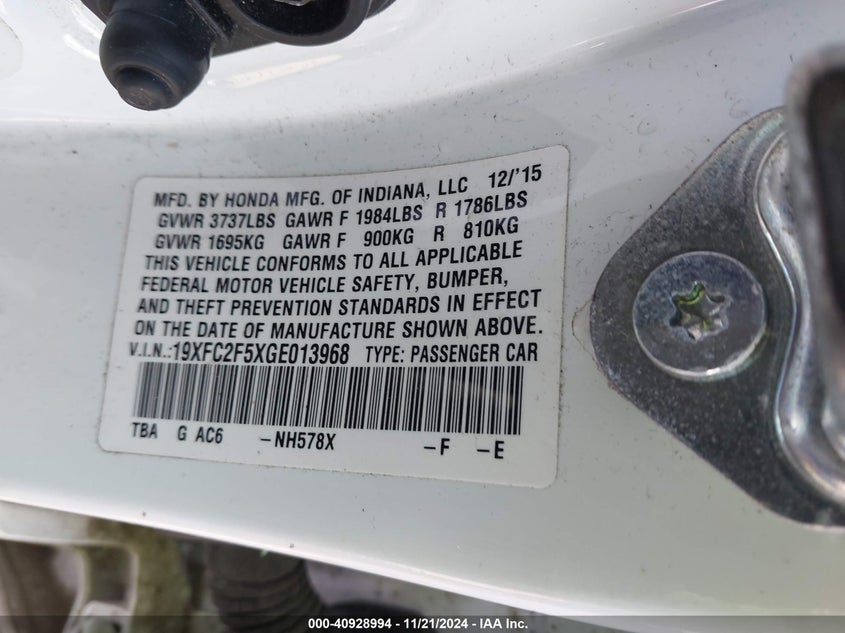 MFD. BY HONDA MFG. OF INDIANA, LLC 12/'15
GVWR 3737LBS GAWR F 1984LBS R 1786LBS
GVWR 1695KG GAWR F 900KG R 810KG
THIS VEHICLE CONFORMS TO ALL APPLICABLE
FEDERAL MOTOR VEHICLE SAFETY, BUMPER,
AND THEFT PREVENTION STANDARDS IN EFFECT
ON THE DATE OF MANUFACTURE SHOWN ABOVE.
V.I.N.:19XFC2F5XGE013968 TYPE: PASSENGER CAR
TBA G AC6 -NH578X -F -E
000-40928994 - 11/21/2024 - IAA Inc.